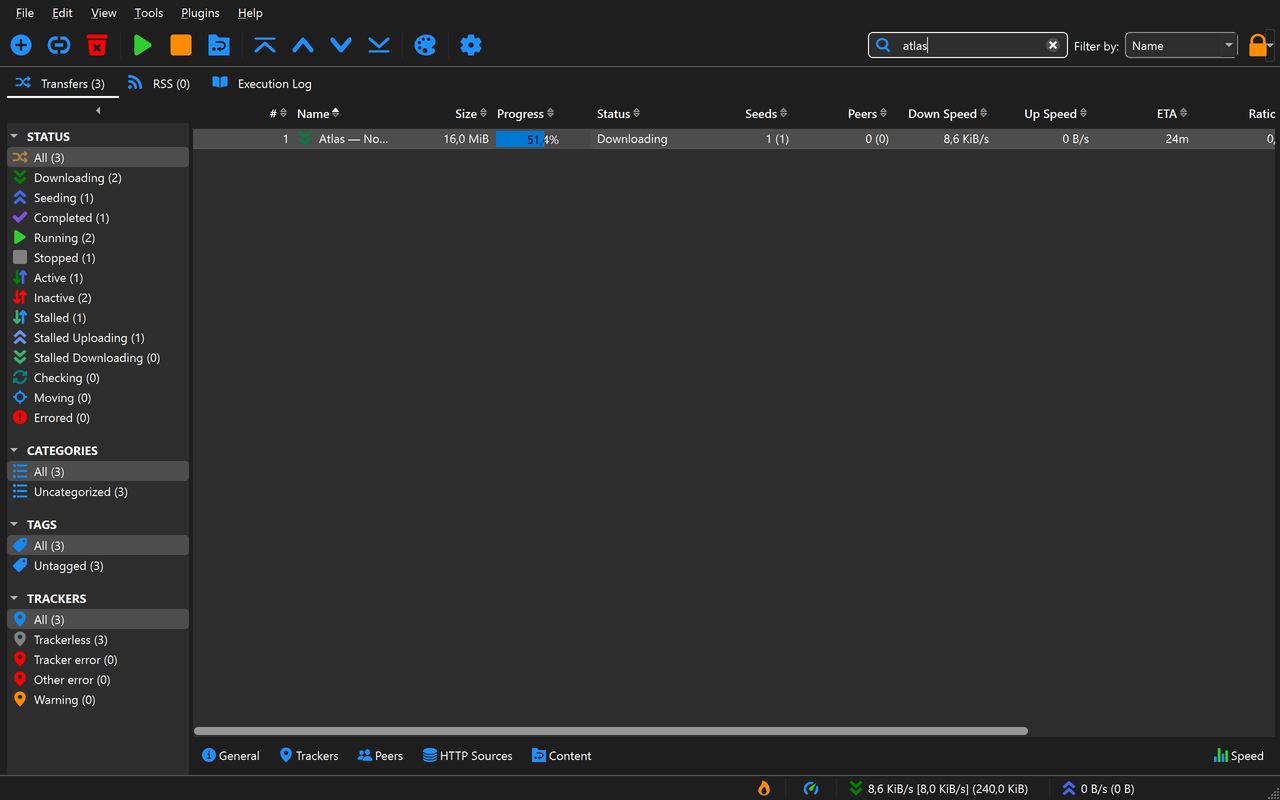 File Edit View Tools Plugins Help
atlas
Filter by: Name
Transfers (3) RSS (0) Execution Log
# Name Size Progress Status Seeds Peers Down Speed Up Speed ETA Ratio
1 Atlas — No... 16,0 MiB 51,4% Downloading 1 (1) 0 (0) 8,6 KiB/s 0 B/s 24m 0,
STATUS
All (3)
Downloading (2)
Seeding (1)
Completed (1)
Running (2)
Stopped (1)
Active (1)
Inactive (2)
Stalled (1)
Stalled Uploading (1)
Stalled Downloading (0)
Checking (0)
Moving (0)
Errored (0)
CATEGORIES
All (3)
Uncategorized (3)
TAGS
All (3)
Untagged (3)
TRACKERS
All (3)
Trackerless (3)
Tracker error (0)
Other error (0)
Warning (0)
General Trackers Peers HTTP Sources Content Speed
8,6 KiB/s [8,0 KiB/s] (240,0 KiB) 0 B/s (0 B)